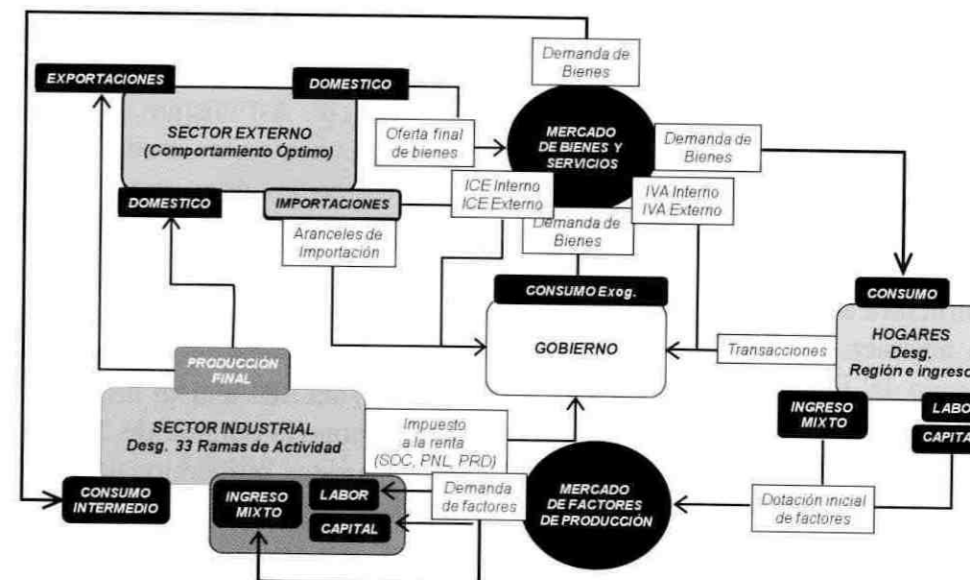 Demanda de
Bienes
EXPORTACIONES
DOMESTICO
SECTOR EXTERNO
(Comportamiento Óptimo)
Oferta final
de bienes
MERCADO
DE BIENES Y
SERVICIOS
Demanda de
Bienes
DOMESTICO
IMPORTACIONES
ICE Interno
ICE Externo
IVA Interno
IVA Externo
Aranceles de
Importación
Demanda de
Bienes
CONSUMO Exog.
GOBIERNO
CONSUMO
HOGARES
Desg.
Región e ingreso
Transacciones
PRODUCCIÓN
FINAL
SECTOR INDUSTRIAL
Desg. 33 Ramas de Actividad
Impuesto
a la renta
(SOC, PNL, PRD)
INGRESO
MIXTO
LABOR
CAPITAL
CONSUMO
INTERMEDIO
INGRESO
MIXTO
LABOR
CAPITAL
Demanda
de factores
MERCADO
DE FACTORES
DE PRODUCCIÓN
Dotación inicial
de factores